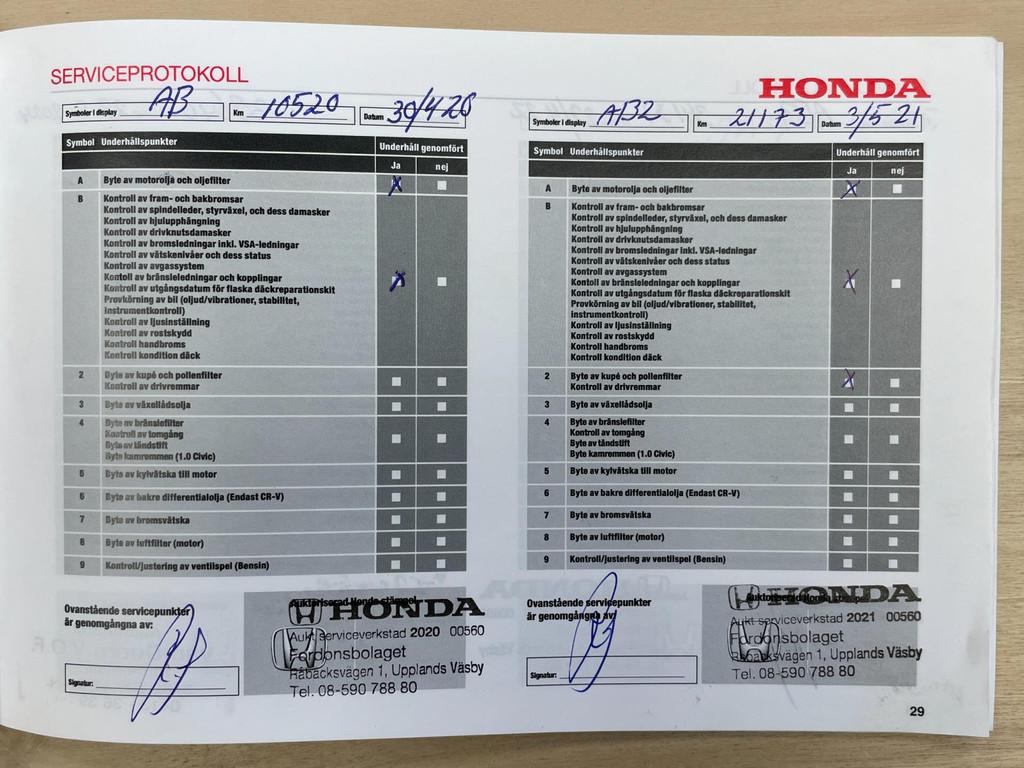 SERVICEPROTOKOLL
HONDA
Symboler i display AB Km 10520 Datum 30/4-20
Symbol Underhållspunkter Underhåll genomfört
Ja nej
A Byte av motorolja och oljefilter X
B Kontroll av fram- och bakbromsar
Kontroll av spindelleder, styrväxel, och dess damasker
Kontroll av hjulupphängning
Kontroll av drivknutsdamasker
Kontroll av bromsledningar inkl. VSA-ledningar
Kontroll av vätskenivåer och dess status
Kontroll av avgassystem
Kontoll av bränsleledningar och kopplingar X
Kontroll av utgångsdatum för flaska däckreparationskit
Provkörning av bil (oljud/vibrationer, stabilitet,
instrumentkontroll)
Kontroll av ljusinställning
Kontroll av rostskydd
Kontroll handbroms
Kontroll kondition däck
2 Byte av kupé och pollenfilter
Kontroll av drivremmar
3 Byte av växellådsolja
4 Byte av bränslefilter
Kontroll av tomgång
Byte av tändstift
Byte kamremmen (1.0 Civic)
5 Byte av kylvätska till motor
6 Byte av bakre differentialolja (Endast CR-V)
7 Byte av bromsvätska
8 Byte av luftfilter (motor)
9 Kontroll/justering av ventilspel (Bensin)
Ovanstående servicepunkter
är genomgångna av:
Signatur:
Auktoriserad Honda stämpel
HONDA
Aukt serviceverkstad 2020 00560
Fordonsbolaget
Råbäcksvägen 1, Upplands Väsby
Tel. 08-590 788 80
Symboler i display AB2 Km 21173 Datum 3/5-21
Symbol Underhållspunkter Underhåll genomfört
Ja nej
A Byte av motorolja och oljefilter X
B Kontroll av fram- och bakbromsar
Kontroll av spindelleder, styrväxel, och dess damasker
Kontroll av hjulupphängning
Kontroll av drivknutsdamasker
Kontroll av bromsledningar inkl. VSA-ledningar
Kontroll av vätskenivåer och dess status
Kontroll av avgassystem
Kontoll av bränsleledningar och kopplingar X
Kontroll av utgångsdatum för flaska däckreparationskit
Provkörning av bil (oljud/vibrationer, stabilitet,
instrumentkontroll)
Kontroll av ljusinställning
Kontroll av rostskydd
Kontroll handbroms
Kontroll kondition däck
2 Byte av kupé och pollenfilter X
Kontroll av drivremmar
3 Byte av växellådsolja
4 Byte av bränslefilter
Kontroll av tomgång
Byte av tändstift
Byte kamremmen (1.0 Civic)
5 Byte av kylvätska till motor
6 Byte av bakre differentialolja (Endast CR-V)
7 Byte av bromsvätska
8 Byte av luftfilter (motor)
9 Kontroll/justering av ventilspel (Bensin)
Ovanstående servicepunkter
är genomgångna av:
Signatur:
Auktoriserad Honda stämpel
HONDA
Aukt serviceverkstad 2021 00560
Fordonsbolaget
Råbäcksvägen 1, Upplands Väsby
Tel. 08-590 788 80
29